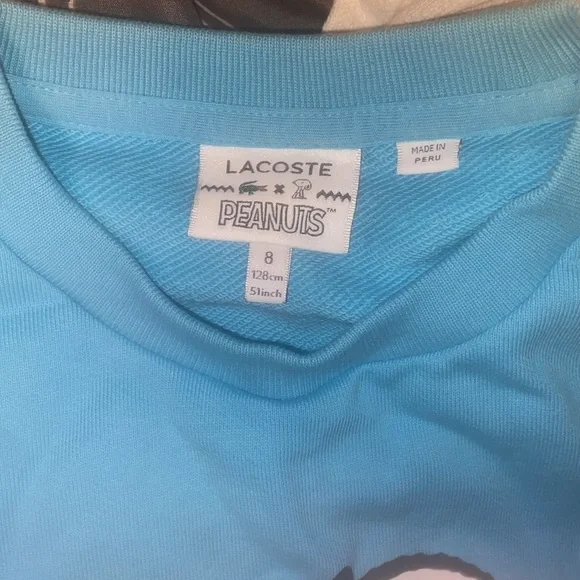 LACOSTE
×
PEANUTS™
8
128cm
51inch
MADE IN
PERU